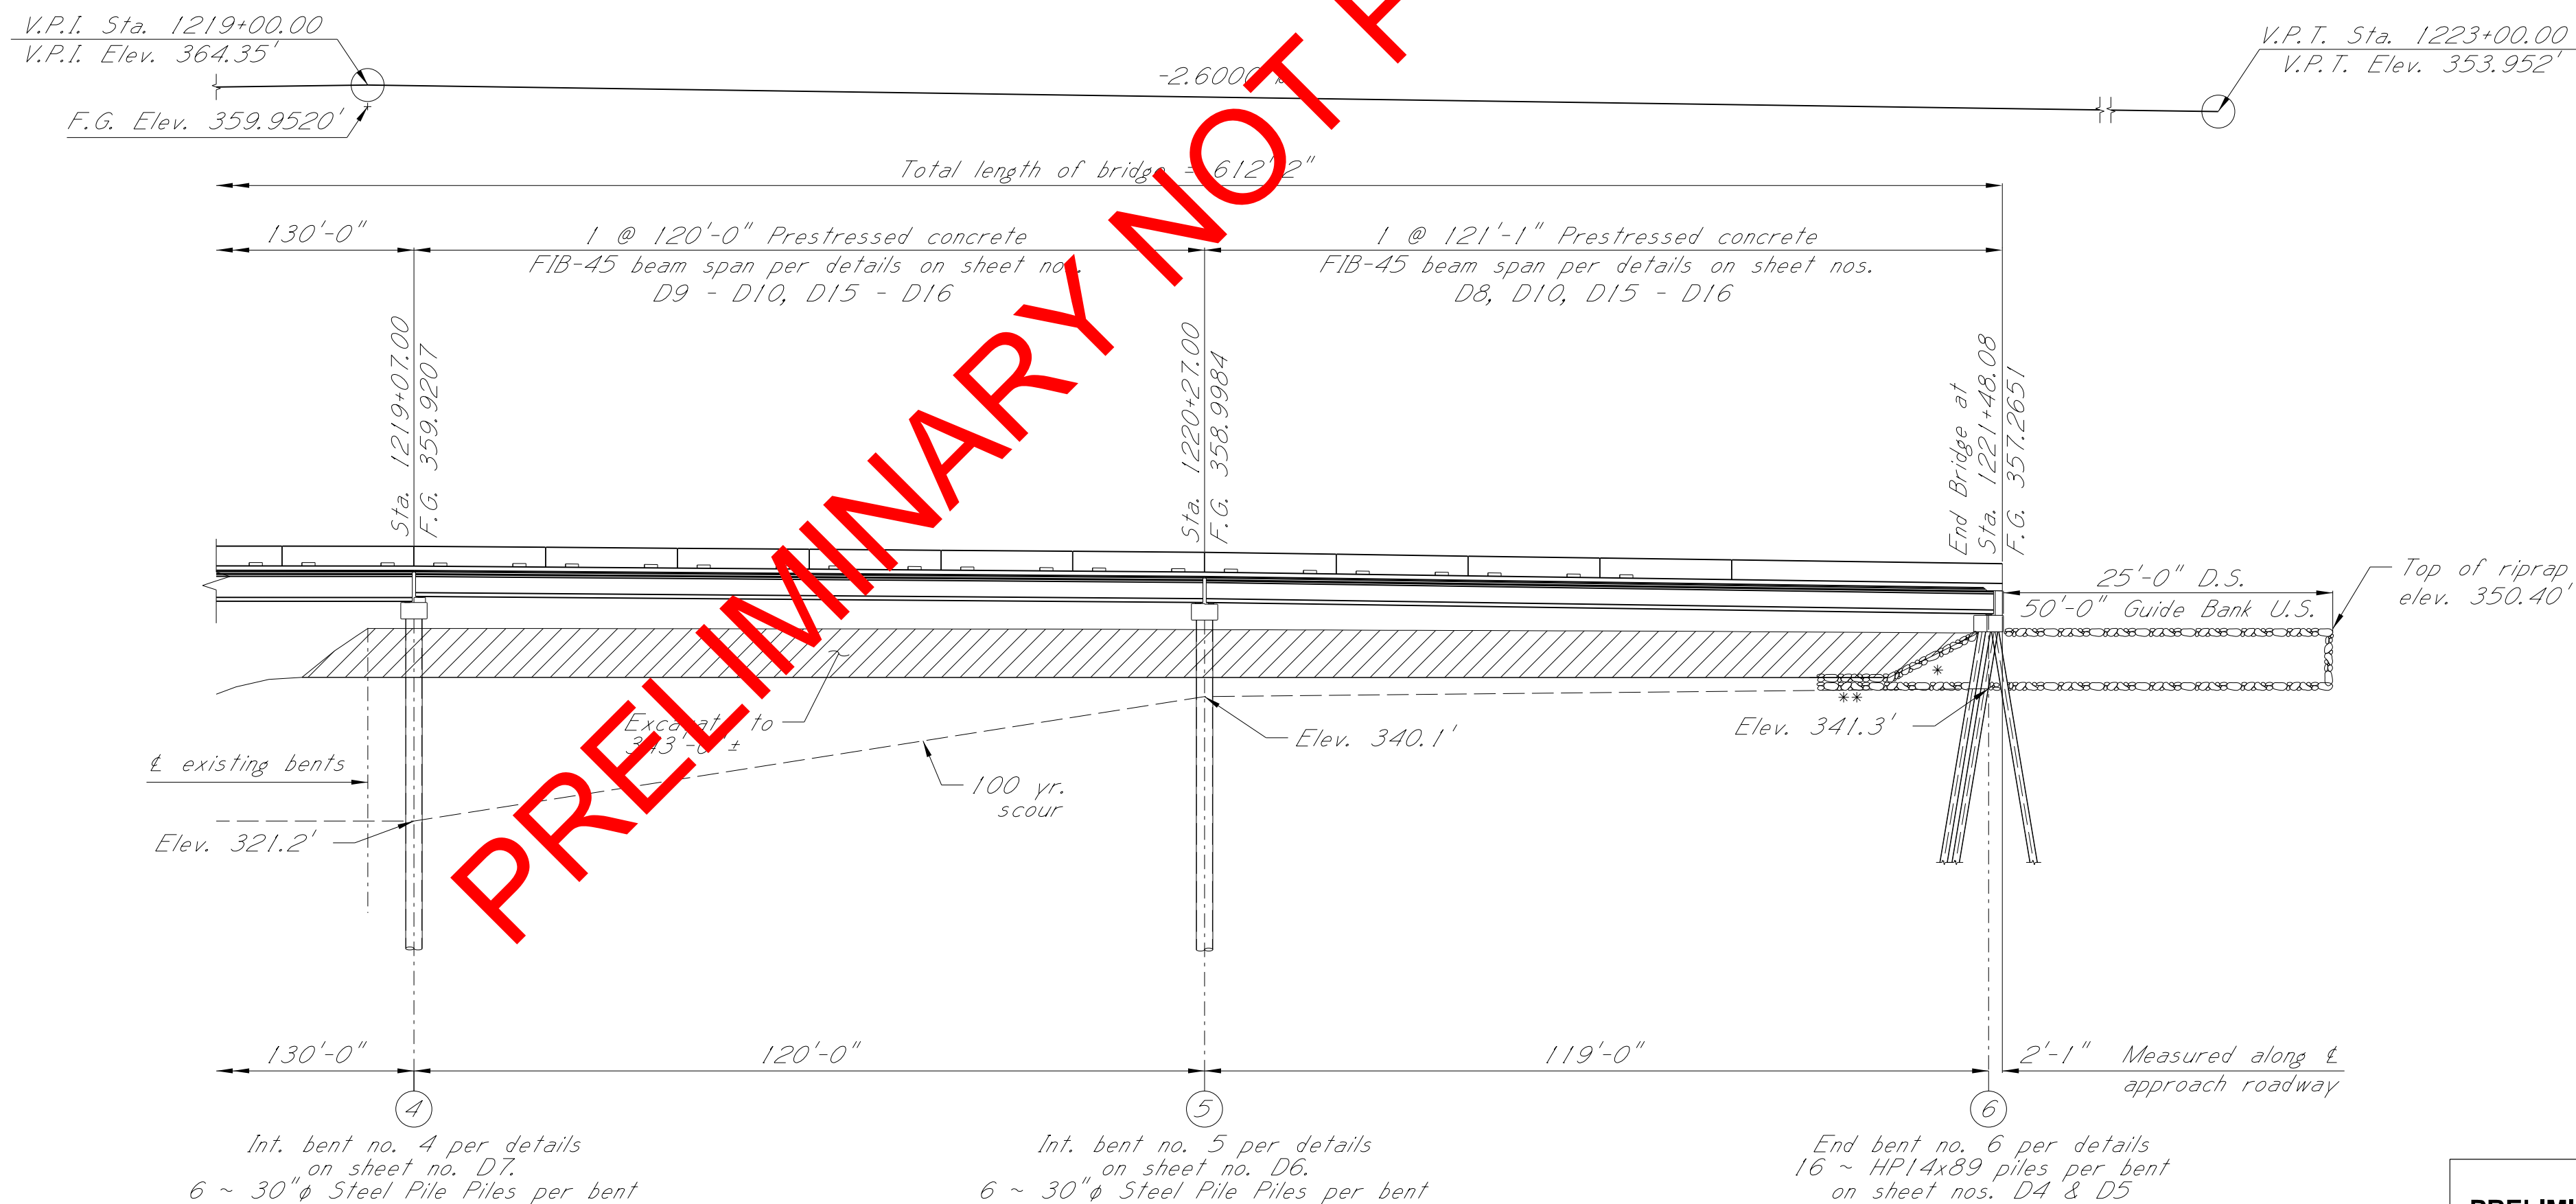 V.P.I. Sta. 1219+00.00
V.P.I. Elev. 364.35'
F.G. Elev. 359.9520'
-2.6000
V.P.T. Sta. 1223+00.00
V.P.T. Elev. 353.952'
Total length of bridge = 612'-2"
130'-0"
1 @ 120'-0" Prestressed concrete
FIB-45 beam span per details on sheet nos.
D9 - D10, D15 - D16
1 @ 121'-1" Prestressed concrete
FIB-45 beam span per details on sheet nos.
D8, D10, D15 - D16
Sta. 1219+07.00
F.G. 359.9207
Sta. 1220+27.00
F.G. 358.9984
End Bridge at
Sta. 1221+48.08
F.G. 357.2651
25'-0" D.S.
50'-0" Guide Bank U.S.
Top of riprap
elev. 350.40'
*
**
Excavate to
343'-0"±
℄ existing bents
Elev. 321.2'
100 yr.
scour
Elev. 340.1'
Elev. 341.3'
130'-0"
120'-0"
119'-0"
2'-1" Measured along ℄
approach roadway
4
5
6
Int. bent no. 4 per details
on sheet no. D7.
6 ~ 30"φ Steel Pile Piles per bent
Int. bent no. 5 per details
on sheet no. D6.
6 ~ 30"φ Steel Pile Piles per bent
End bent no. 6 per details
16 ~ HP14x89 piles per bent
on sheet nos. D4 & D5
PRELIMINARY NOT